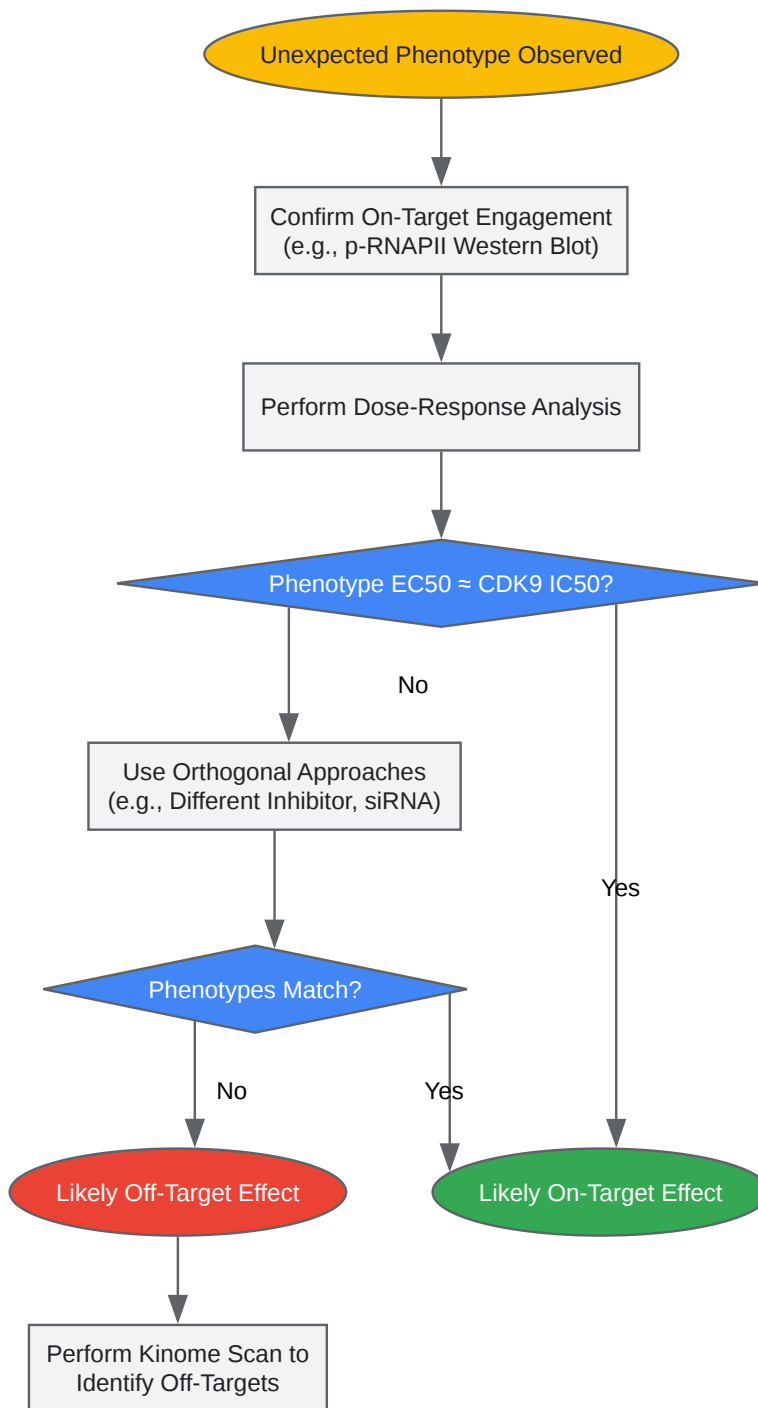 Unexpected Phenotype Observed
Confirm On-Target Engagement
(e.g., p-RNAPII Western Blot)
Perform Dose-Response Analysis
Phenotype EC50 ≈ CDK9 IC50?
No
Use Orthogonal Approaches
(e.g., Different Inhibitor, siRNA)
Yes
Phenotypes Match?
No
Yes
Likely Off-Target Effect
Likely On-Target Effect
Perform Kinome Scan to
Identify Off-Targets